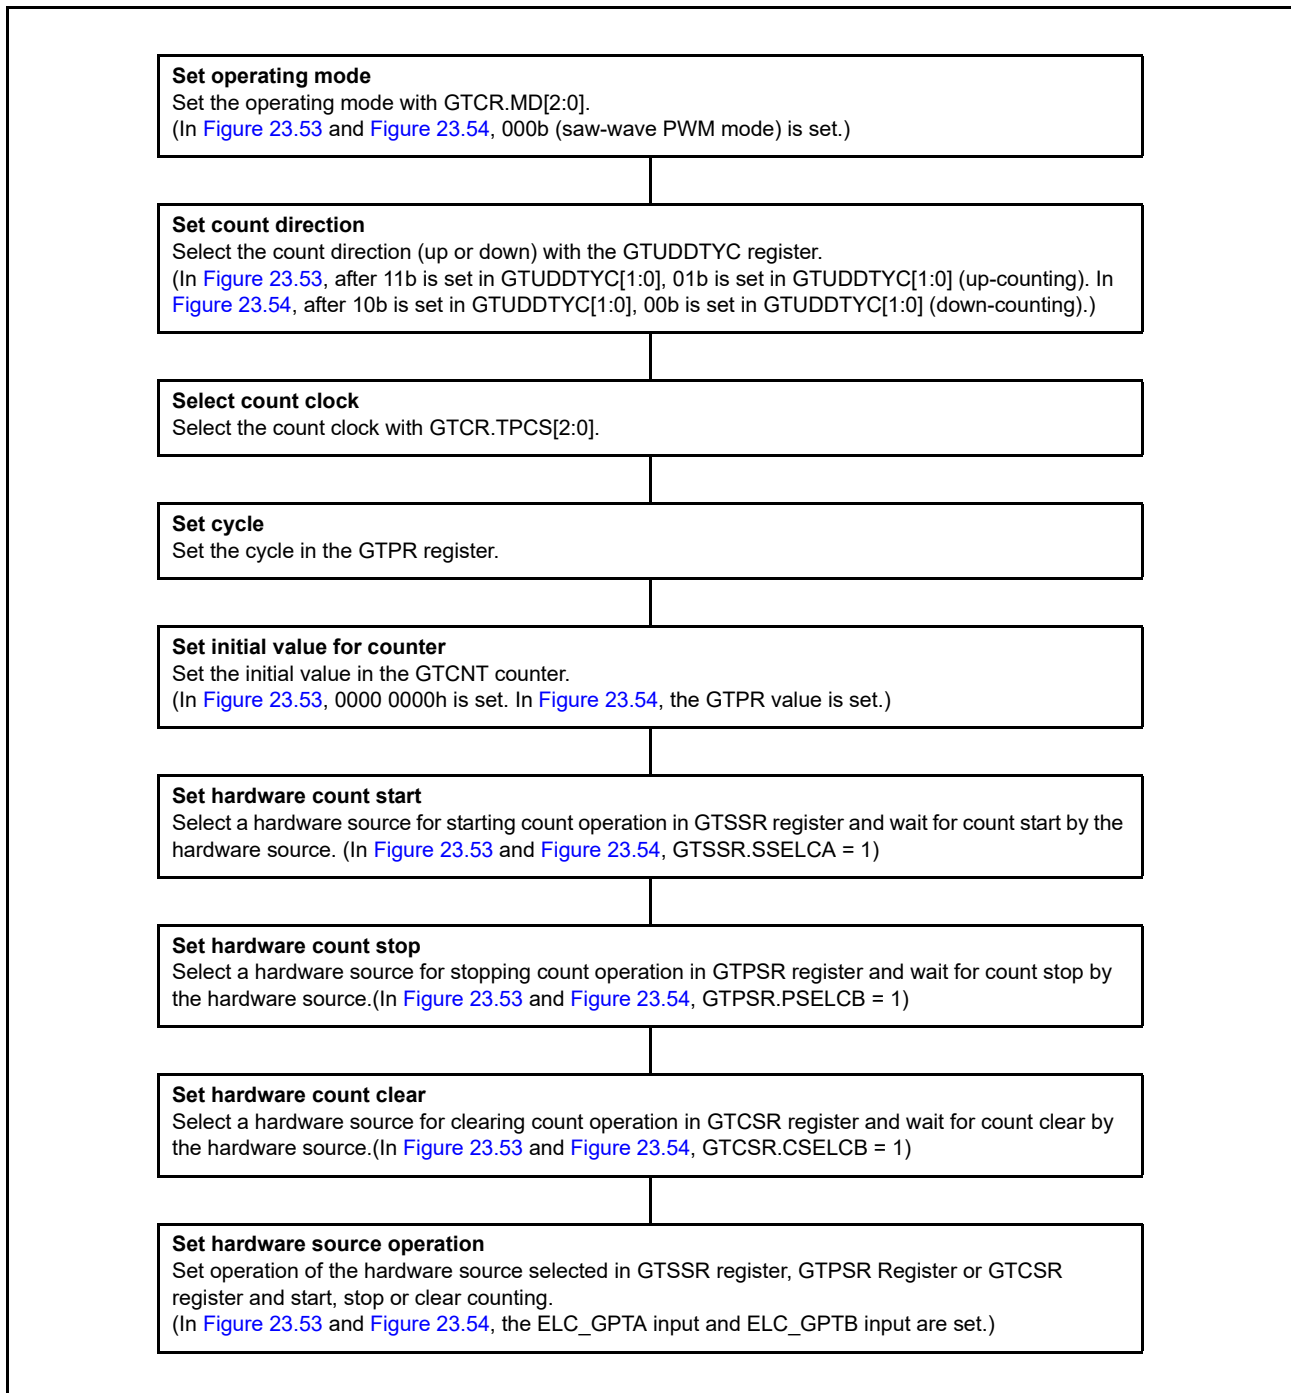 Set operating mode
Set the operating mode with GTCR.MD[2:0].
(In Figure 23.53 and Figure 23.54, 000b (saw-wave PWM mode) is set.)
Set count direction
Select the count direction (up or down) with the GTUDDTYC register.
(In Figure 23.53, after 11b is set in GTUDDTYC[1:0], 01b is set in GTUDDTYC[1:0] (up-counting). In
Figure 23.54, after 10b is set in GTUDDTYC[1:0], 00b is set in GTUDDTYC[1:0] (down-counting).)
Select count clock
Select the count clock with GTCR.TPCS[2:0].
Set cycle
Set the cycle in the GTPR register.
Set initial value for counter
Set the initial value in the GTCNT counter.
(In Figure 23.53, 0000 0000h is set. In Figure 23.54, the GTPR value is set.)
Set hardware count start
Select a hardware source for starting count operation in GTSSR register and wait for count start by the
hardware source. (In Figure 23.53 and Figure 23.54, GTSSR.SSELCA = 1)
Set hardware count stop
Select a hardware source for stopping count operation in GTPSR register and wait for count stop by
the hardware source.(In Figure 23.53 and Figure 23.54, GTPSR.PSELCB = 1)
Set hardware count clear
Select a hardware source for clearing count operation in GTCSR register and wait for count clear by
the hardware source.(In Figure 23.53 and Figure 23.54, GTCSR.CSELCB = 1)
Set hardware source operation
Set operation of the hardware source selected in GTSSR register, GTPSR Register or GTCSR
register and start, stop or clear counting.
(In Figure 23.53 and Figure 23.54, the ELC_GPTA input and ELC_GPTB input are set.)